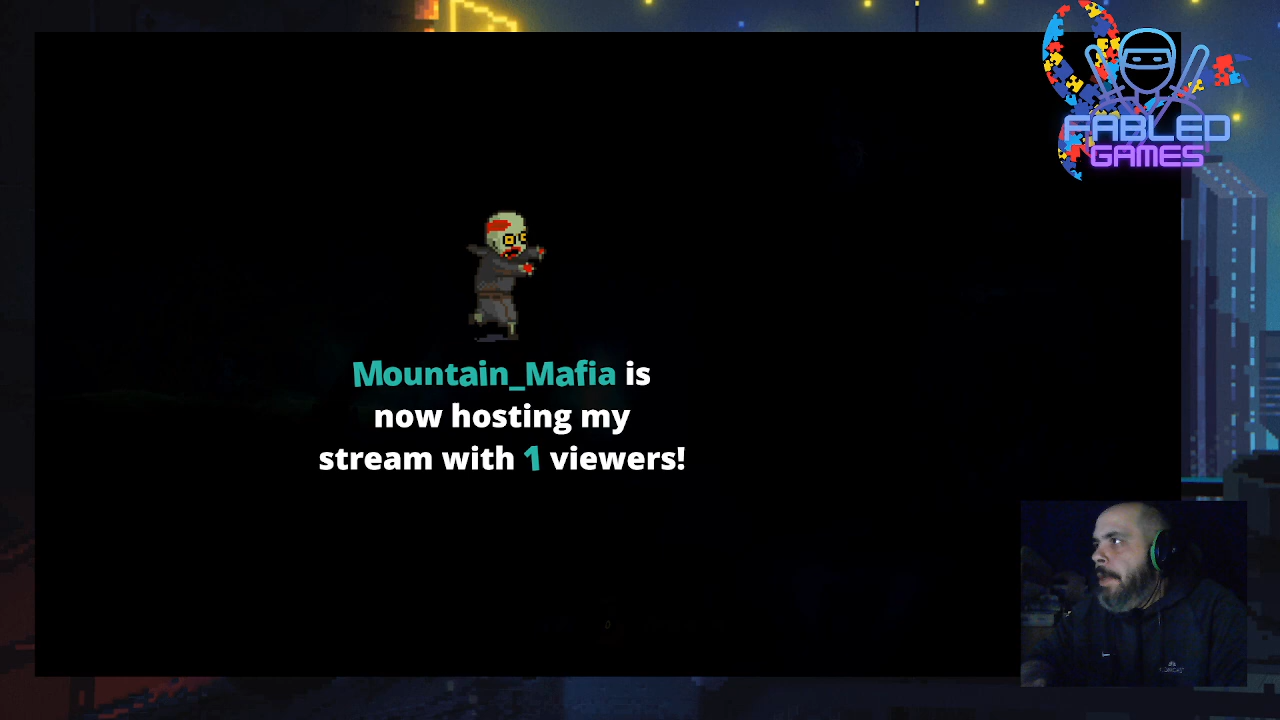 FABLED
GAMES
Mountain_Mafia is
now hosting my
stream with 1 viewers!